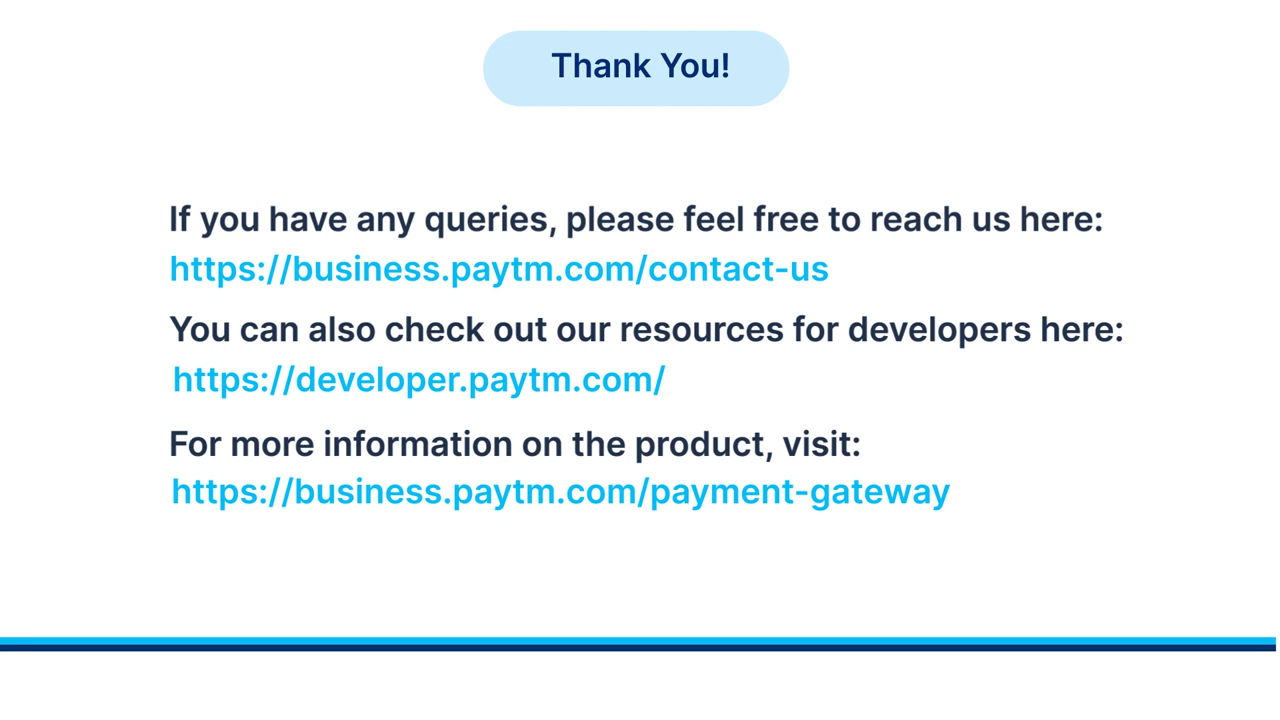 Thank You!
If you have any queries, please feel free to reach us here:
https://business.paytm.com/contact-us
You can also check out our resources for developers here:
https://developer.paytm.com/
For more information on the product, visit:
https://business.paytm.com/payment-gateway